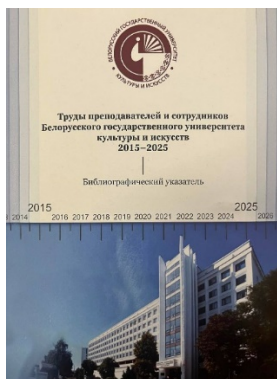 БЕЛОРУССКИЙ ГОСУДАРСТВЕННЫЙ УНИВЕРСИТЕТ
КУЛЬТУРЫ И ИСКУССТВ
Труды преподавателей и сотрудников
Белорусского государственного университета
культуры и искусств
2015–2025
Библиографический указатель
2015 2025
2014 2016 2017 2018 2019 2020 2021 2022 2023 2024 2026